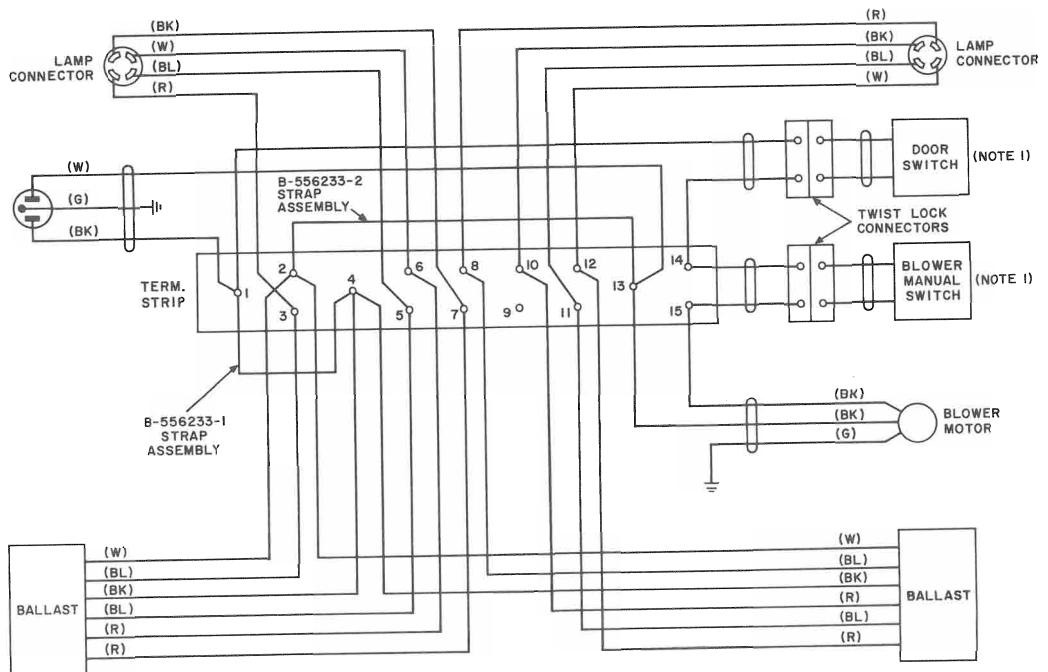 (BK)
(W)
(BL)
(R)
LAMP
CONNECTOR
(R)
(BK)
(BL)
(W)
LAMP
CONNECTOR
(W)
(G)
(BK)
B-556233-2
STRAP
ASSEMBLY
DOOR
SWITCH
(NOTE 1)
TWIST LOCK
CONNECTORS
TERM.
STRIP
1
2
3
4
5
6
7
8
9
10
11
12
13
14
15
BLOWER
MANUAL
SWITCH
(NOTE 1)
B-556233-1
STRAP
ASSEMBLY
(BK)
(BK)
(G)
BLOWER
MOTOR
BALLAST
(W)
(BL)
(BK)
(BL)
(R)
(R)
(W)
(BL)
(BK)
(R)
(BL)
(R)
BALLAST